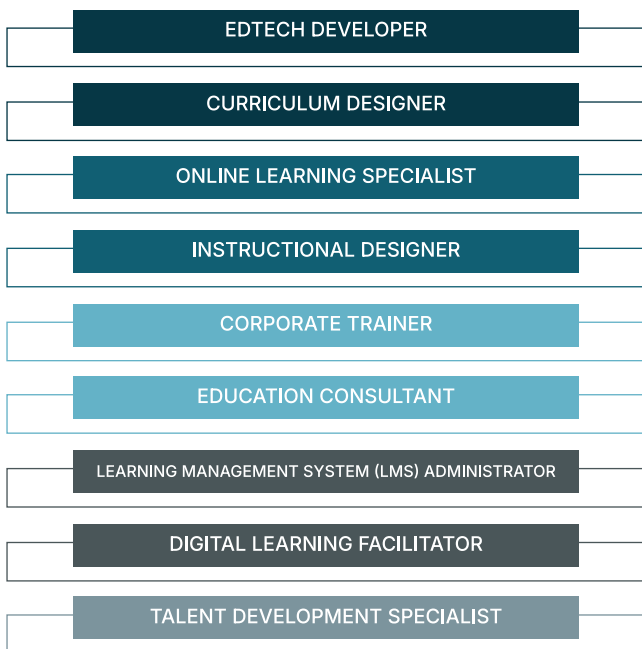 EDTECH DEVELOPER
CURRICULUM DESIGNER
ONLINE LEARNING SPECIALIST
INSTRUCTIONAL DESIGNER
CORPORATE TRAINER
EDUCATION CONSULTANT
LEARNING MANAGEMENT SYSTEM (LMS) ADMINISTRATOR
DIGITAL LEARNING FACILITATOR
TALENT DEVELOPMENT SPECIALIST